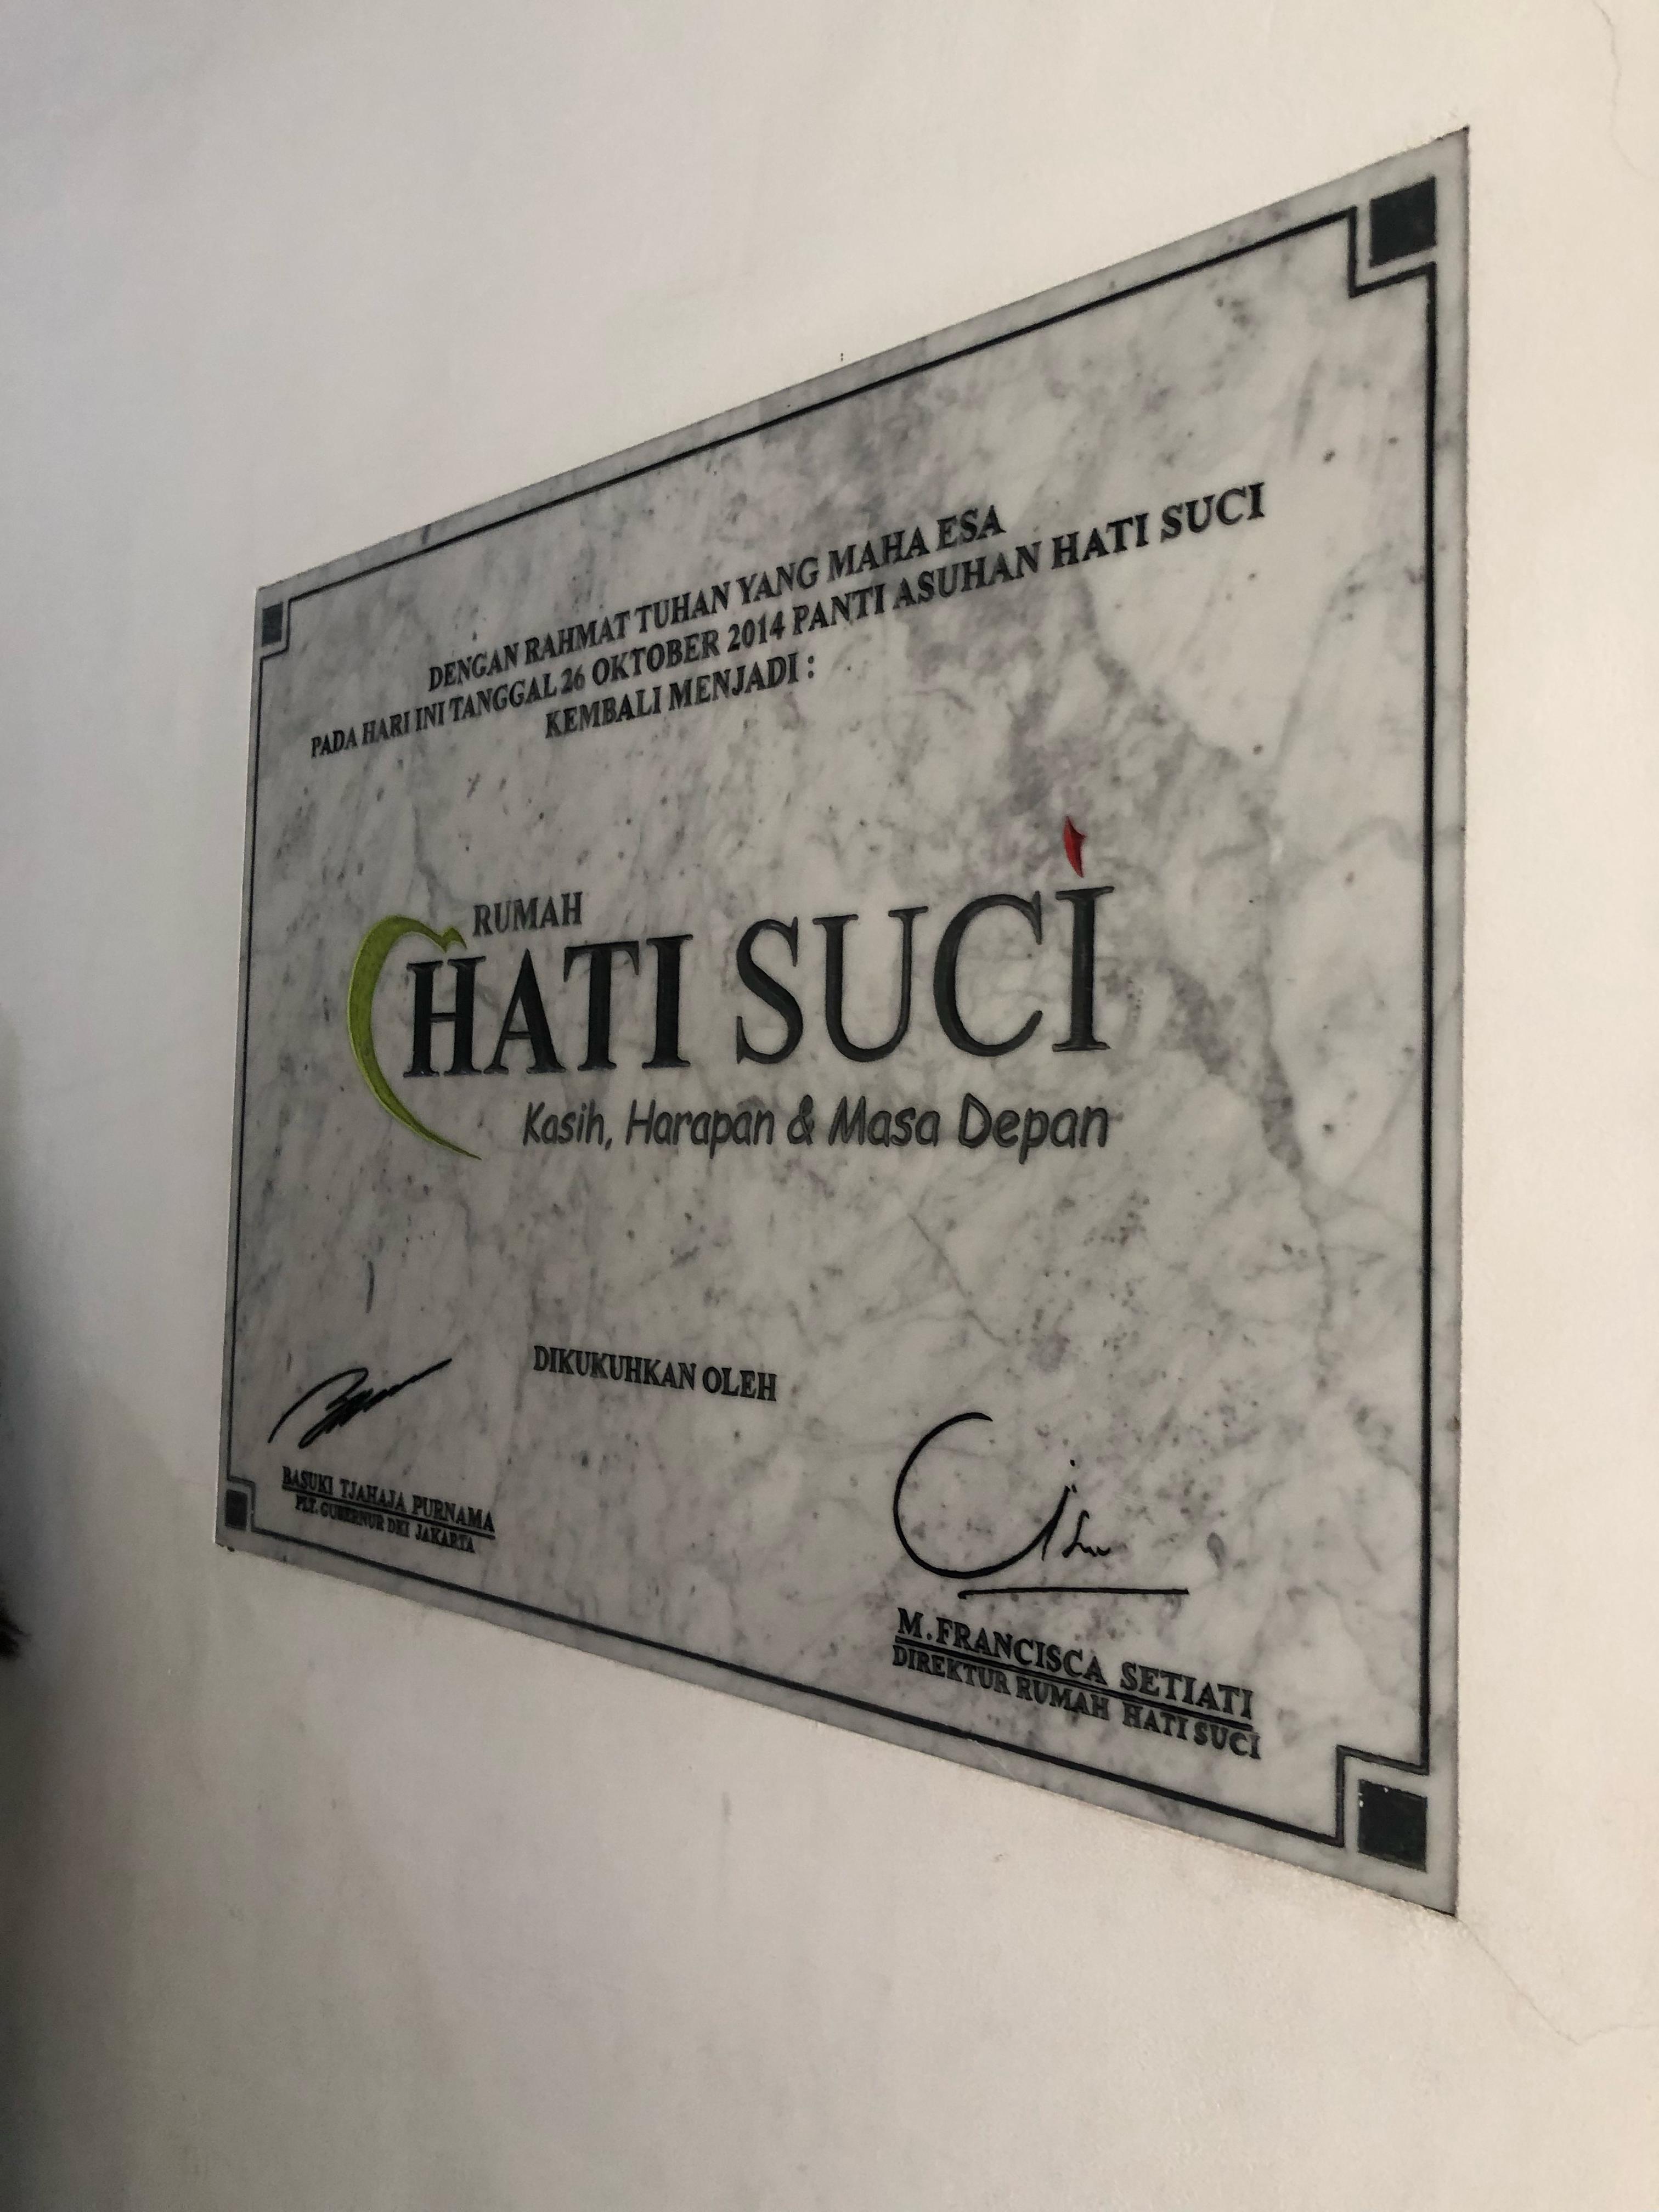 DENGAN RAHMAT TUHAN YANG MAHA ESA
PADA HARI INI TANGGAL 26 OKTOBER 2014 PANTI ASUHAN HATI SUCI
KEMBALI MENJADI :
RUMAH
HATI SUCI
Kasih, Harapan & Masa Depan
DIKUKUHKAN OLEH
BASUKI TJAHAJA PURNAMA
PLT. GUBERNUR DKI JAKARTA
M. FRANCISCA SETIATI
DIREKTUR RUMAH HATI SUCI